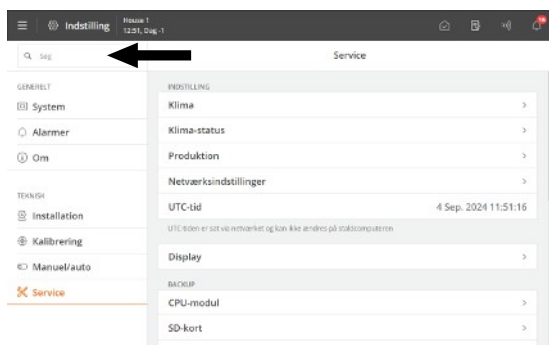 Indstilling
House 1
12:51, Dag -1
Søg
Service
GENERELT
System
Alarmer
Om
TEKNISK
Installation
Kalibrering
Manuel/auto
Service
INDSTILLING
Klima
Klima-status
Produktion
Netværksindstillinger
UTC-tid 4 Sep. 2024 11:51:16
UTC-tiden er sat via netværket og kan ikke ændres på staldcomputeren
Display
BACKUP
CPU-modul
SD-kort